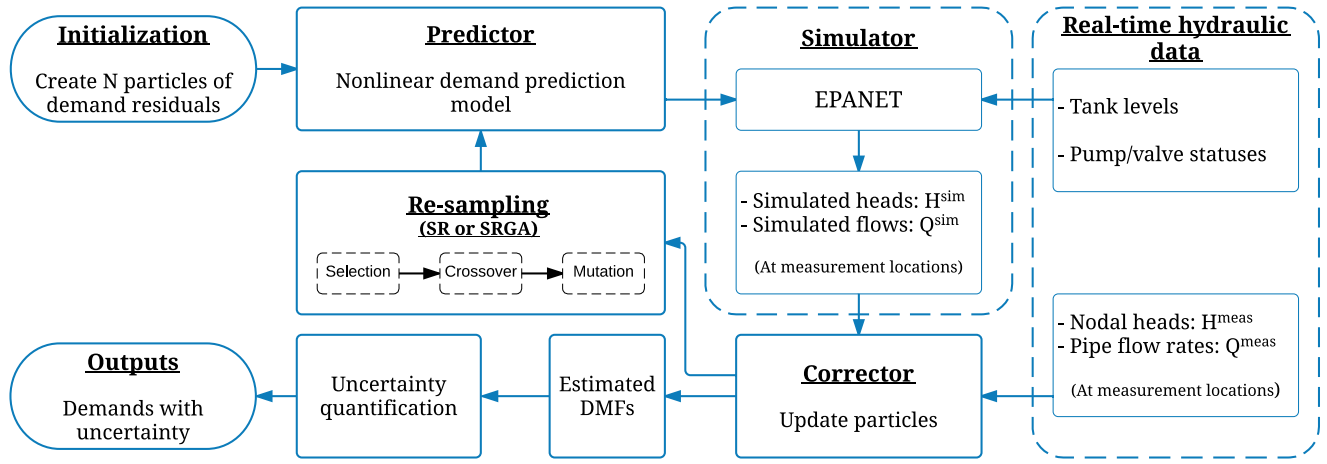 Initialization
Create N particles of
demand residuals
Predictor
Nonlinear demand prediction
model
Simulator
EPANET
- Simulated heads: Hˢⁱᵐ
- Simulated flows: Qˢⁱᵐ
(At measurement locations)
Real-time hydraulic
data
- Tank levels
- Pump/valve statuses
- Nodal heads: Hᵐᵉᵃˢ
- Pipe flow rates: Qᵐᵉᵃˢ
(At measurement locations)
Re-sampling
(SR or SRGA)
Selection
Crossover
Mutation
Corrector
Update particles
Estimated
DMFs
Uncertainty
quantification
Outputs
Demands with
uncertainty